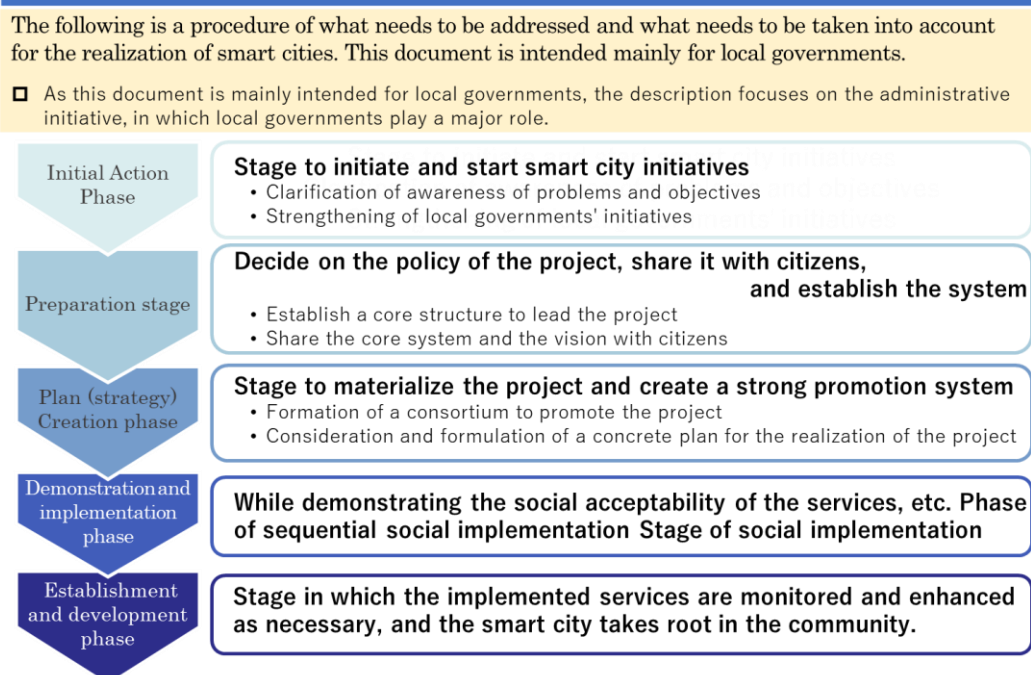 The following is a procedure of what needs to be addressed and what needs to be taken into account
for the realization of smart cities. This document is intended mainly for local governments.
As this document is mainly intended for local governments, the description focuses on the administrative
initiative, in which local governments play a major role.
Initial Action
Phase
Stage to initiate and start smart city initiatives
• Clarification of awareness of problems and objectives
• Strengthening of local governments' initiatives
Preparation stage
Decide on the policy of the project, share it with citizens,
and establish the system
• Establish a core structure to lead the project
• Share the core system and the vision with citizens
Plan (strategy)
Creation phase
Stage to materialize the project and create a strong promotion system
• Formation of a consortium to promote the project
• Consideration and formulation of a concrete plan for the realization of the project
Demonstration and
implementation
phase
While demonstrating the social acceptability of the services, etc. Phase
of sequential social implementation Stage of social implementation
Establishment
and development
phase
Stage in which the implemented services are monitored and enhanced
as necessary, and the smart city takes root in the community.